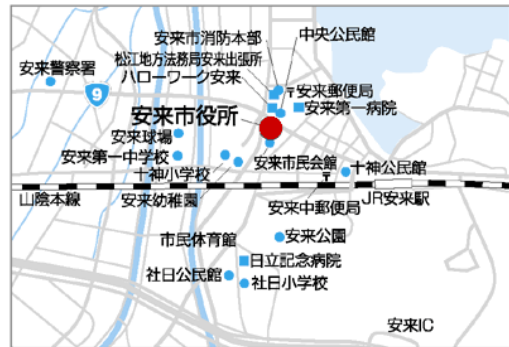 安来市消防本部
中央公民館
松江地方法務局安来出張所
安来警察署
ハローワーク安来
安来郵便局
9
安来市役所
安来第一病院
安来球場
安来第一中学校
安来市民会館
十神公民館
十神小学校
山陰本線
安来幼稚園
安来中郵便局
JR安来駅
市民体育館
安来公園
日立記念病院
社日公民館
社日小学校
安来IC